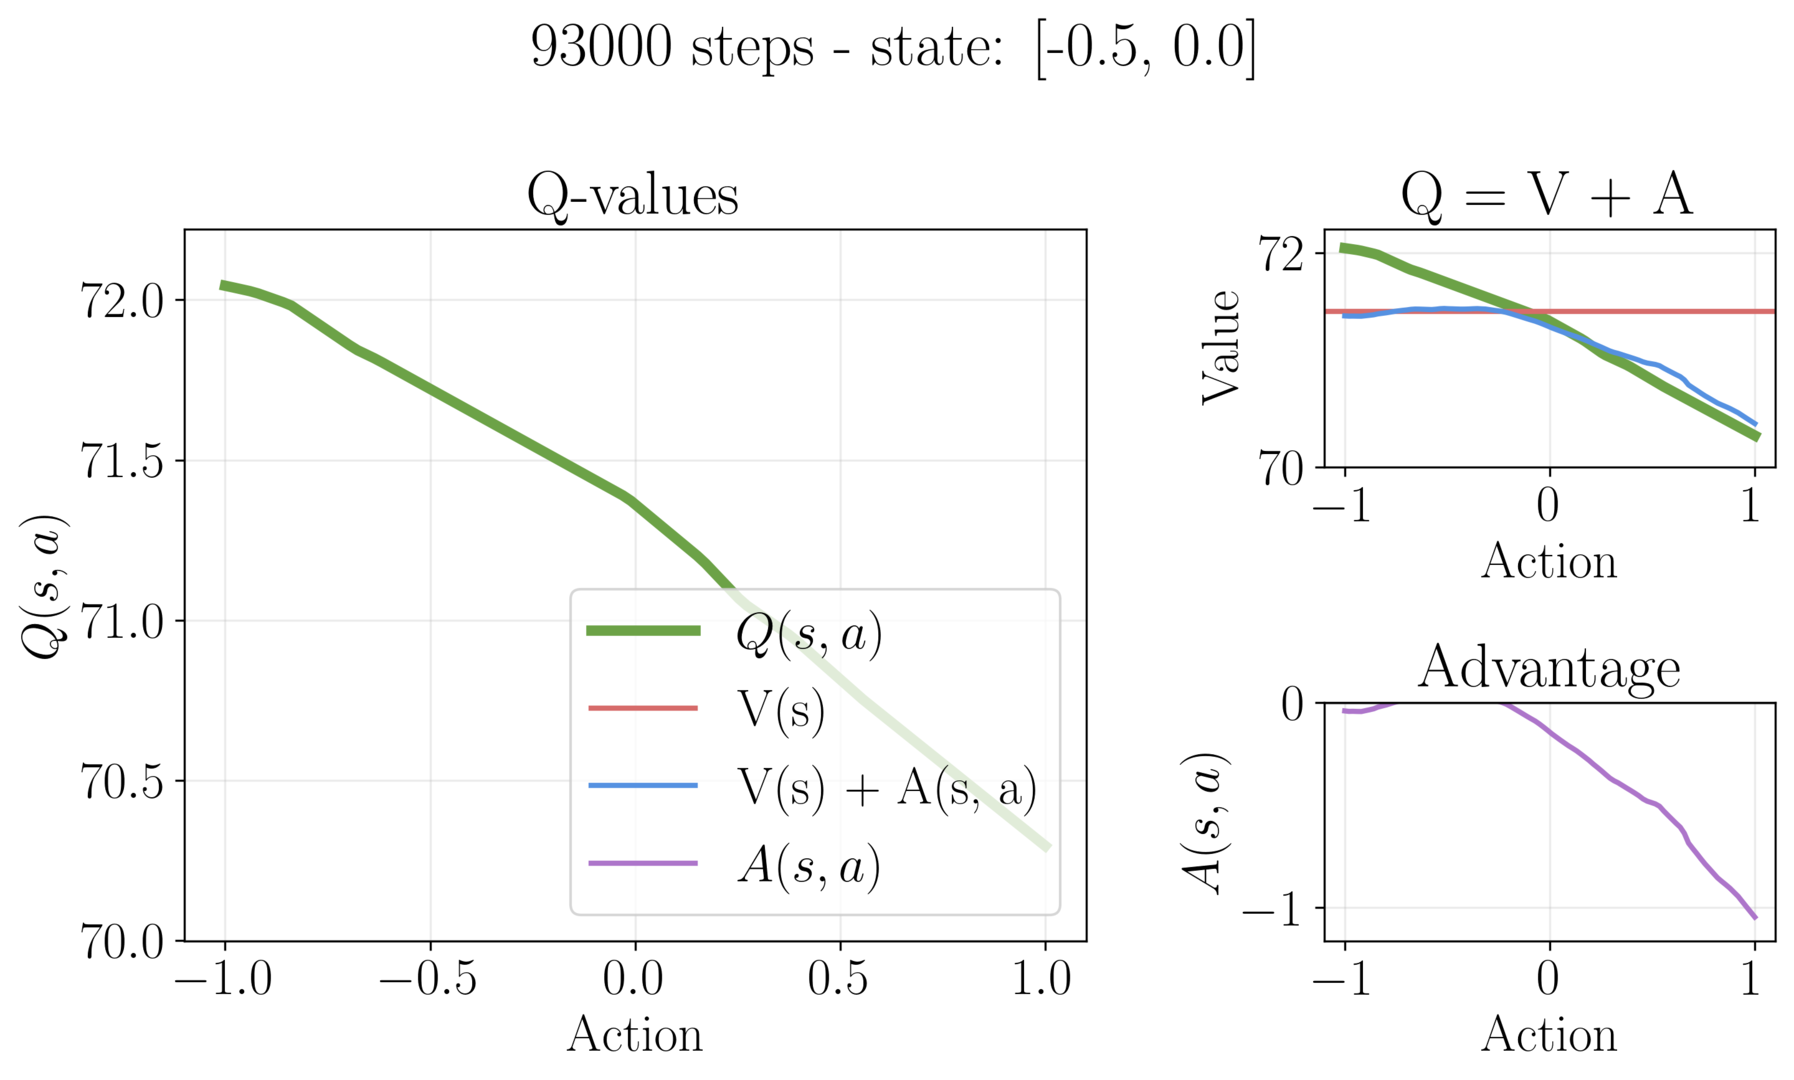 93000 steps - state: [-0.5, 0.0]
Q-values
Q(s, a)
72.0
71.5
71.0
70.5
70.0
−1.0 −0.5 0.0 0.5 1.0
Action
Q(s, a)
V(s)
V(s) + A(s, a)
A(s, a)
Q = V + A
Value
72
70
−1 0 1
Action
Advantage
A(s, a)
0
−1
−1 0 1
Action